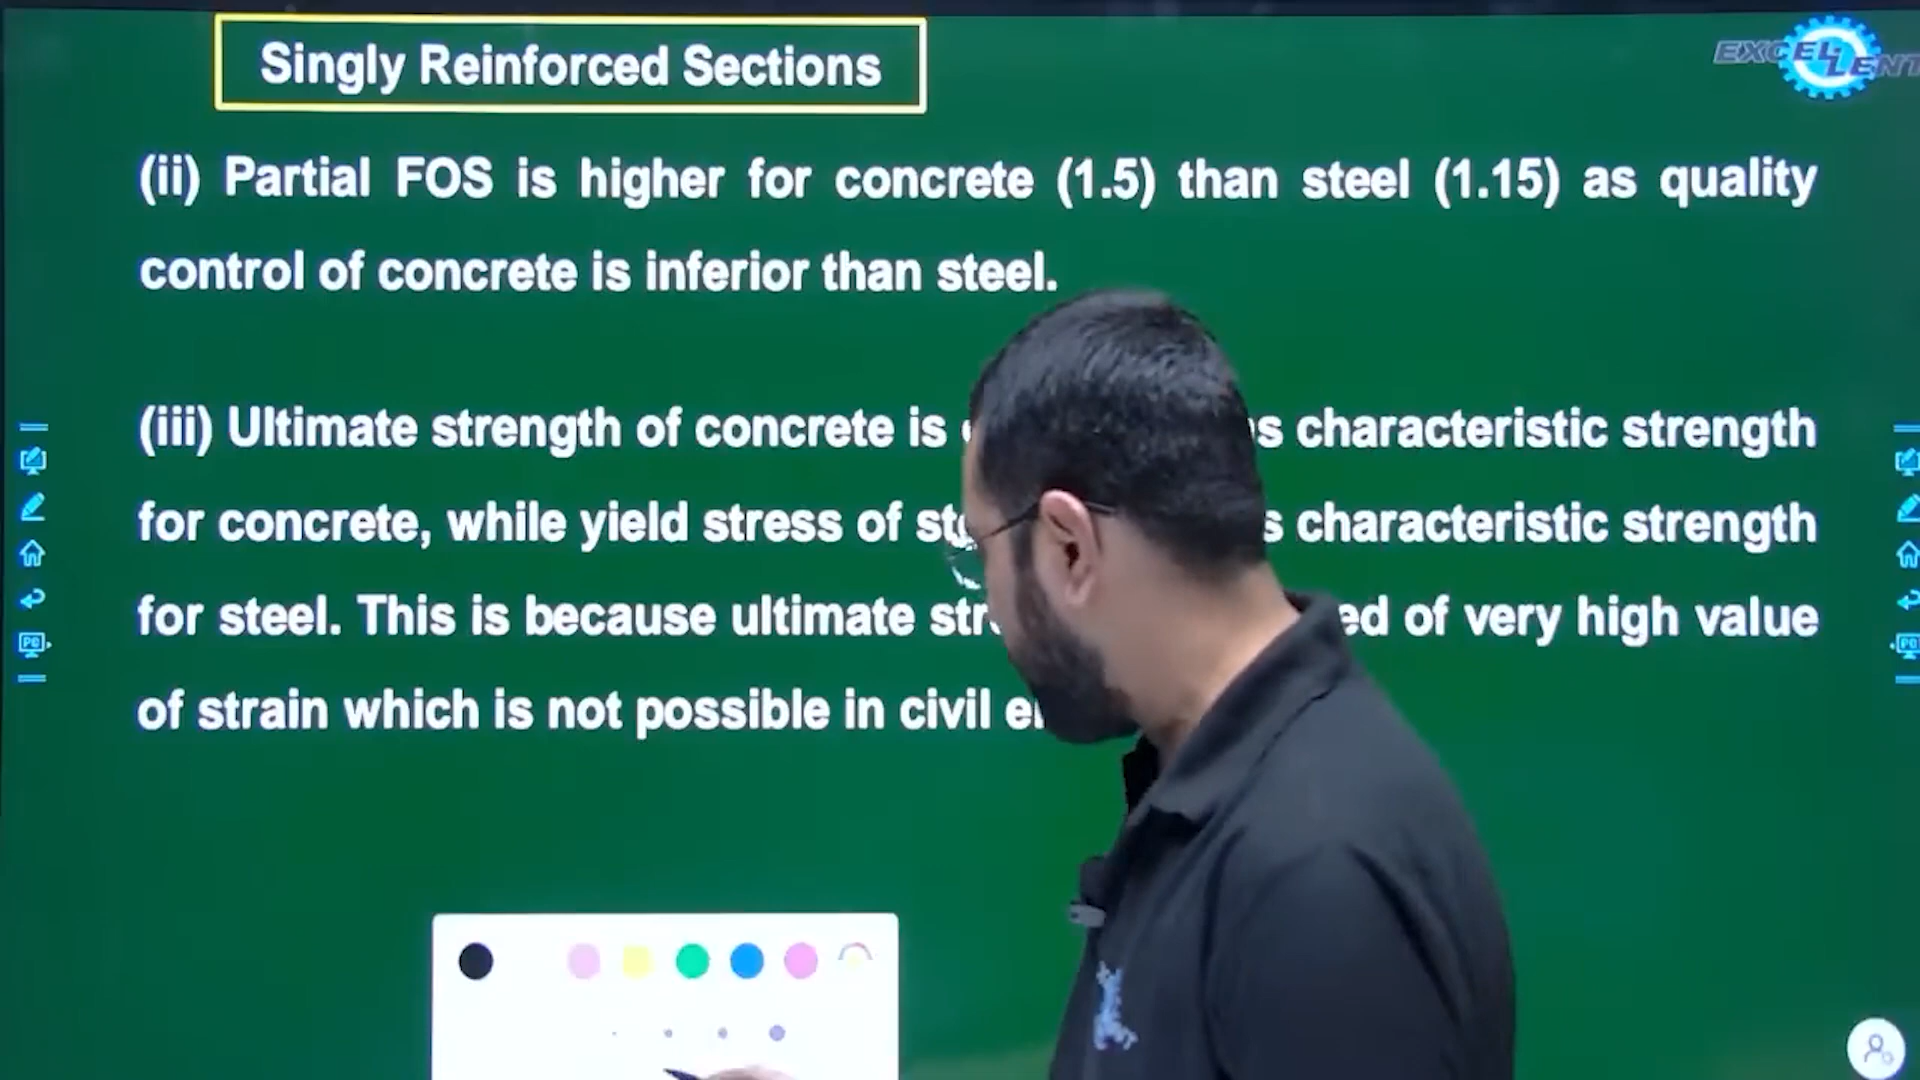 Singly Reinforced Sections
EXCELLENT
(ii) Partial FOS is higher for concrete (1.5) than steel (1.15) as quality
control of concrete is inferior than steel.
(iii) Ultimate strength of concrete is characteristic strength
for concrete, while yield stress of characteristic strength
for steel. This is because ultimate of very high value
of strain which is not possible in civil
PC
PC